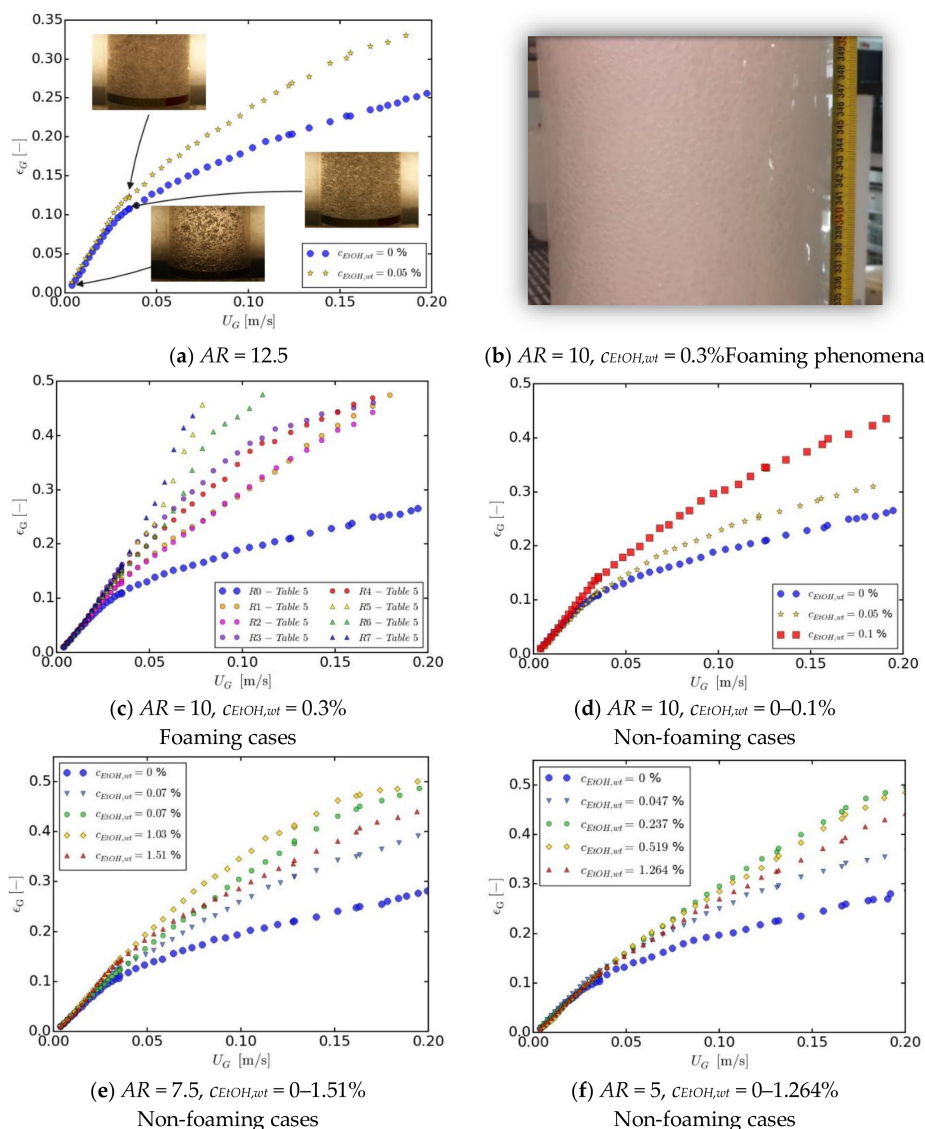 0.35
0.30
0.25
0.20
0.15
0.10
0.05
0.00
ϵG [−]
cEtOH,wt = 0 %
cEtOH,wt = 0.05 %
0.00 0.05 0.10 0.15 0.20
UG [m/s]
(a) AR = 12.5
(b) AR = 10, cEtOH,wt = 0.3%Foaming phenomena
0.5
0.4
0.3
0.2
0.1
0.0
ϵG [−]
R0 − Table 5 R4 − Table 5
R1 − Table 5 R5 − Table 5
R2 − Table 5 R6 − Table 5
R3 − Table 5 R7 − Table 5
0.00 0.05 0.10 0.15 0.20
UG [m/s]
(c) AR = 10, cEtOH,wt = 0.3%
Foaming cases
0.5
0.4
0.3
0.2
0.1
0.0
ϵG [−]
cEtOH,wt = 0 %
cEtOH,wt = 0.05 %
cEtOH,wt = 0.1 %
0.00 0.05 0.10 0.15 0.20
UG [m/s]
(d) AR = 10, cEtOH,wt = 0–0.1%
Non-foaming cases
cEtOH,wt = 0 %
cEtOH,wt = 0.07 %
cEtOH,wt = 0.07 %
cEtOH,wt = 1.03 %
cEtOH,wt = 1.51 %
0.5
0.4
0.3
0.2
0.1
0.0
ϵG [−]
0.00 0.05 0.10 0.15 0.20
UG [m/s]
(e) AR = 7.5, cEtOH,wt = 0–1.51%
Non-foaming cases
cEtOH,wt = 0 %
cEtOH,wt = 0.047 %
cEtOH,wt = 0.237 %
cEtOH,wt = 0.519 %
cEtOH,wt = 1.264 %
0.5
0.4
0.3
0.2
0.1
0.0
ϵG [−]
0.00 0.05 0.10 0.15 0.20
UG [m/s]
(f) AR = 5, cEtOH,wt = 0–1.264%
Non-foaming cases